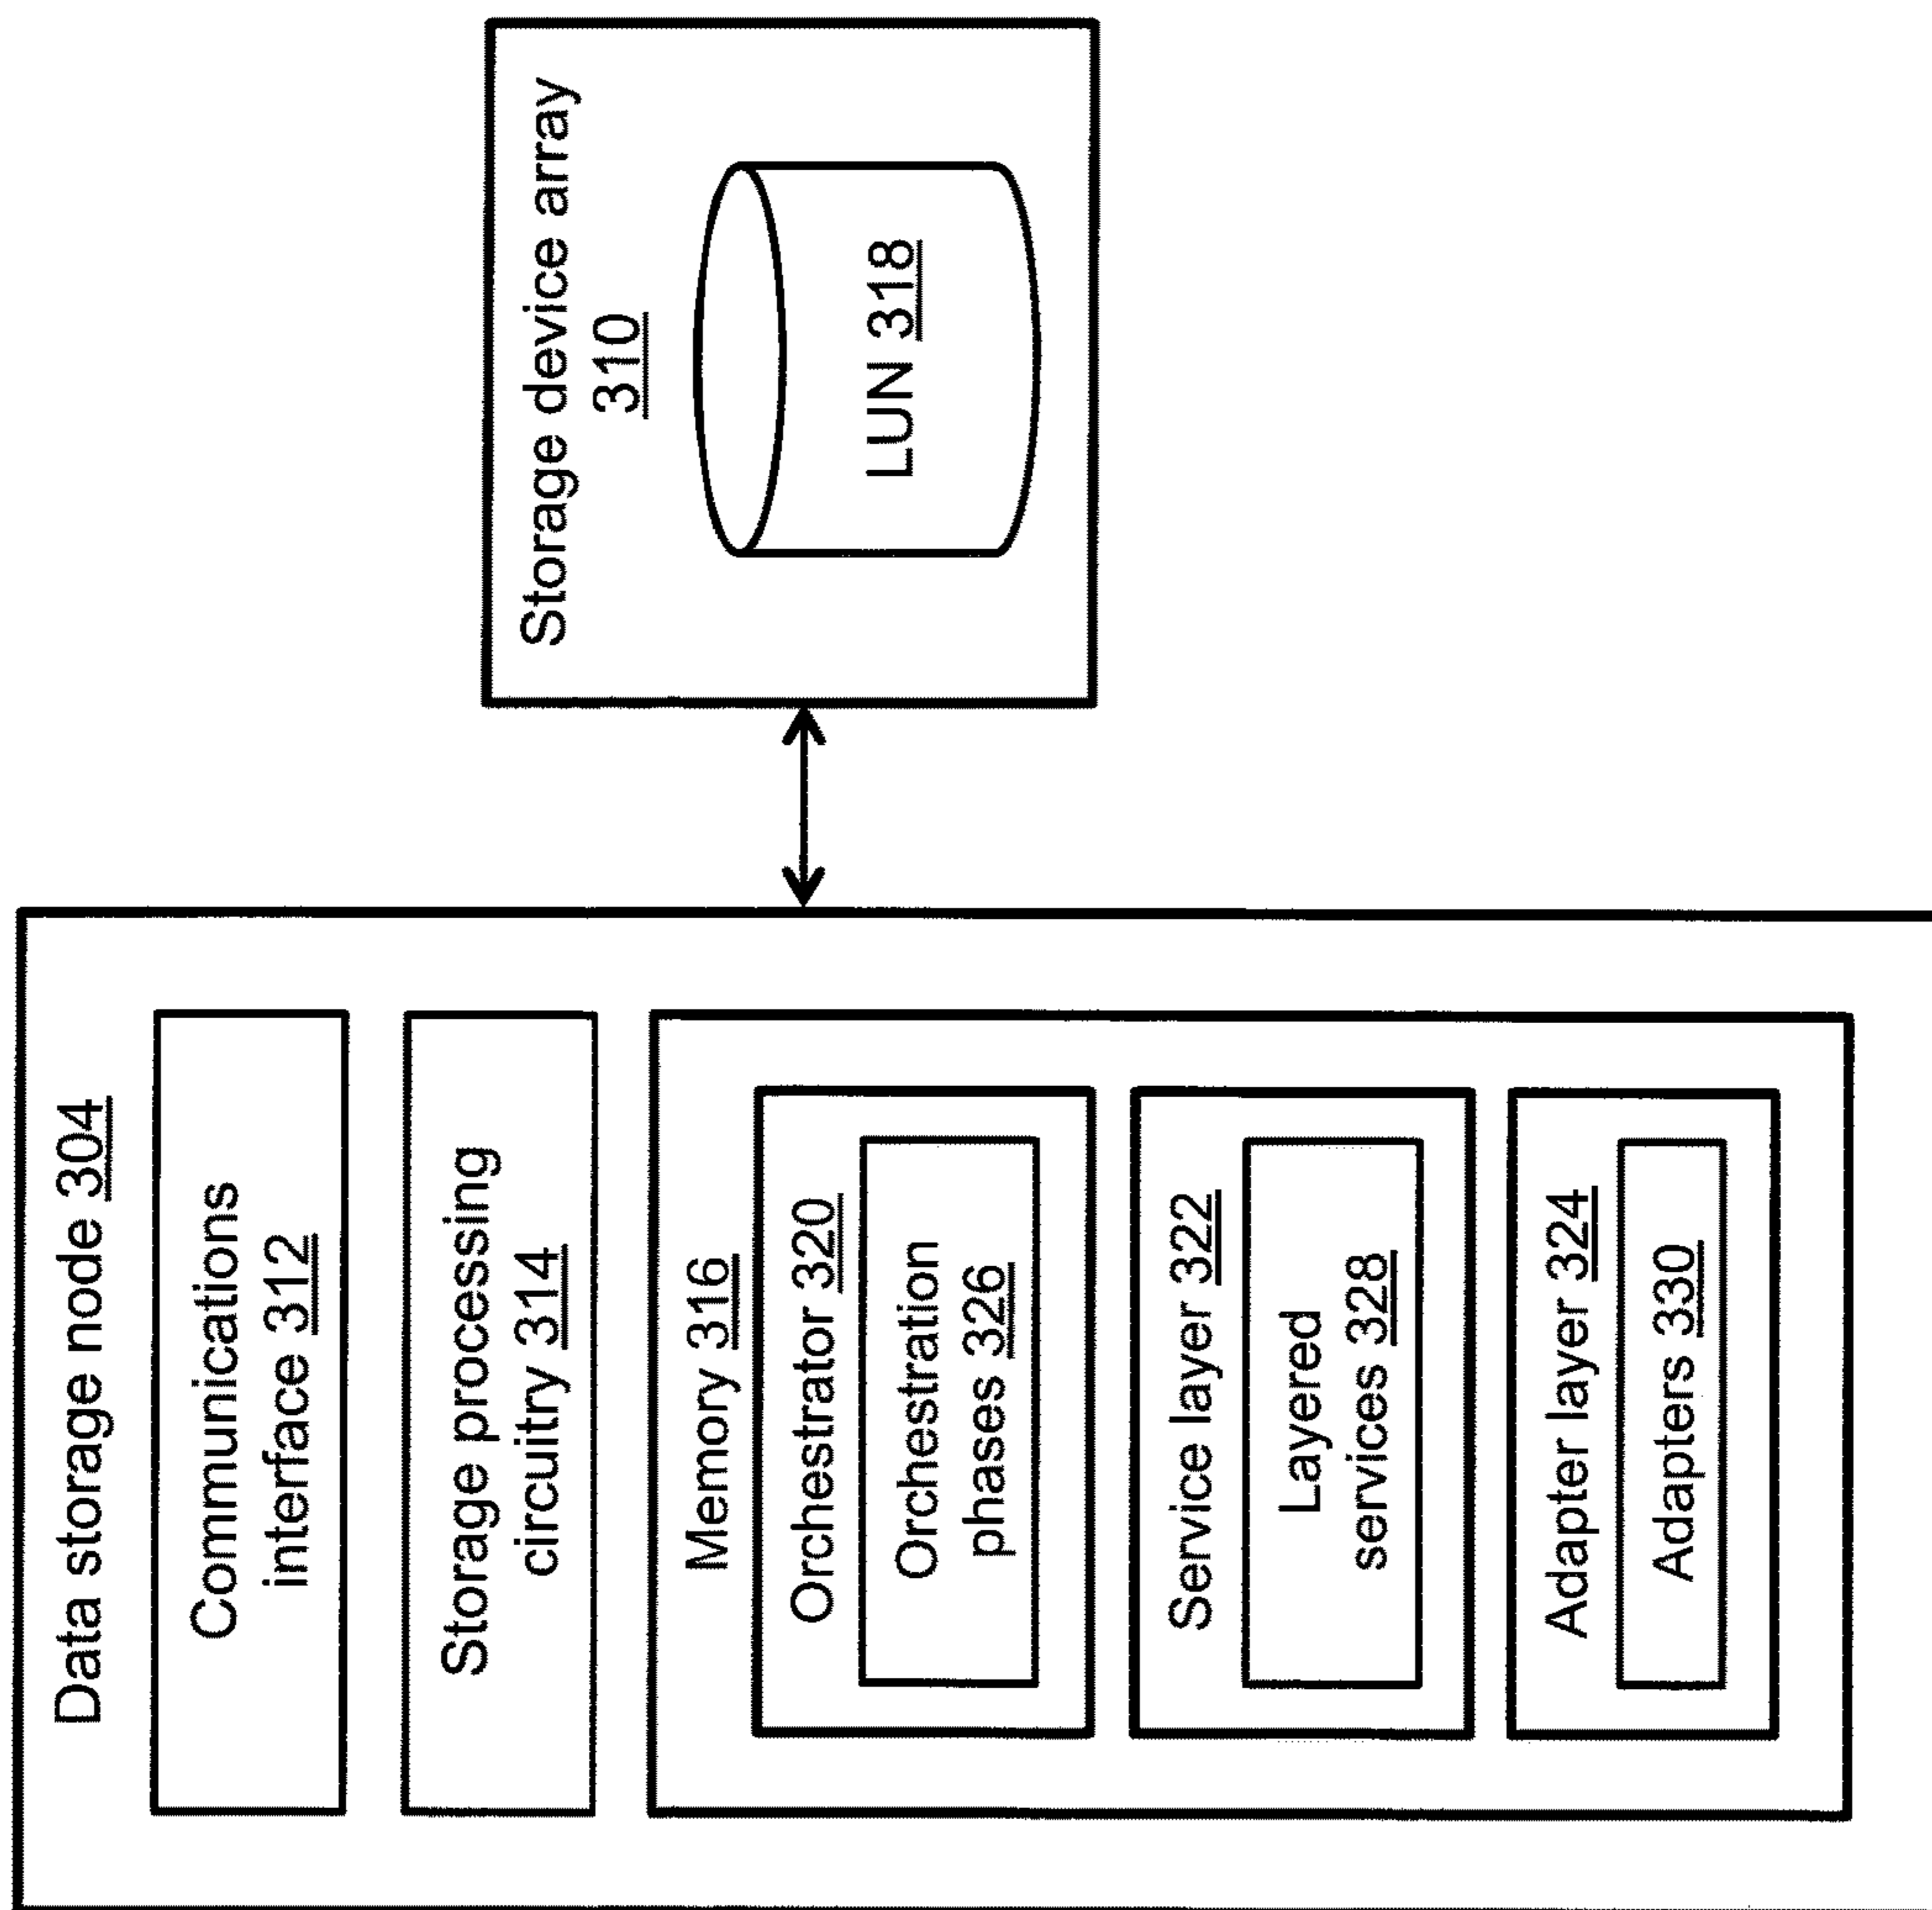 Data storage node 304
Communications
interface 312
Storage processing
circuitry 314
Memory 316
Orchestrator 320
Orchestration
phases 326
Service layer 322
Layered
services 328
Adapter layer 324
Adapters 330
Storage device array
310
LUN 318